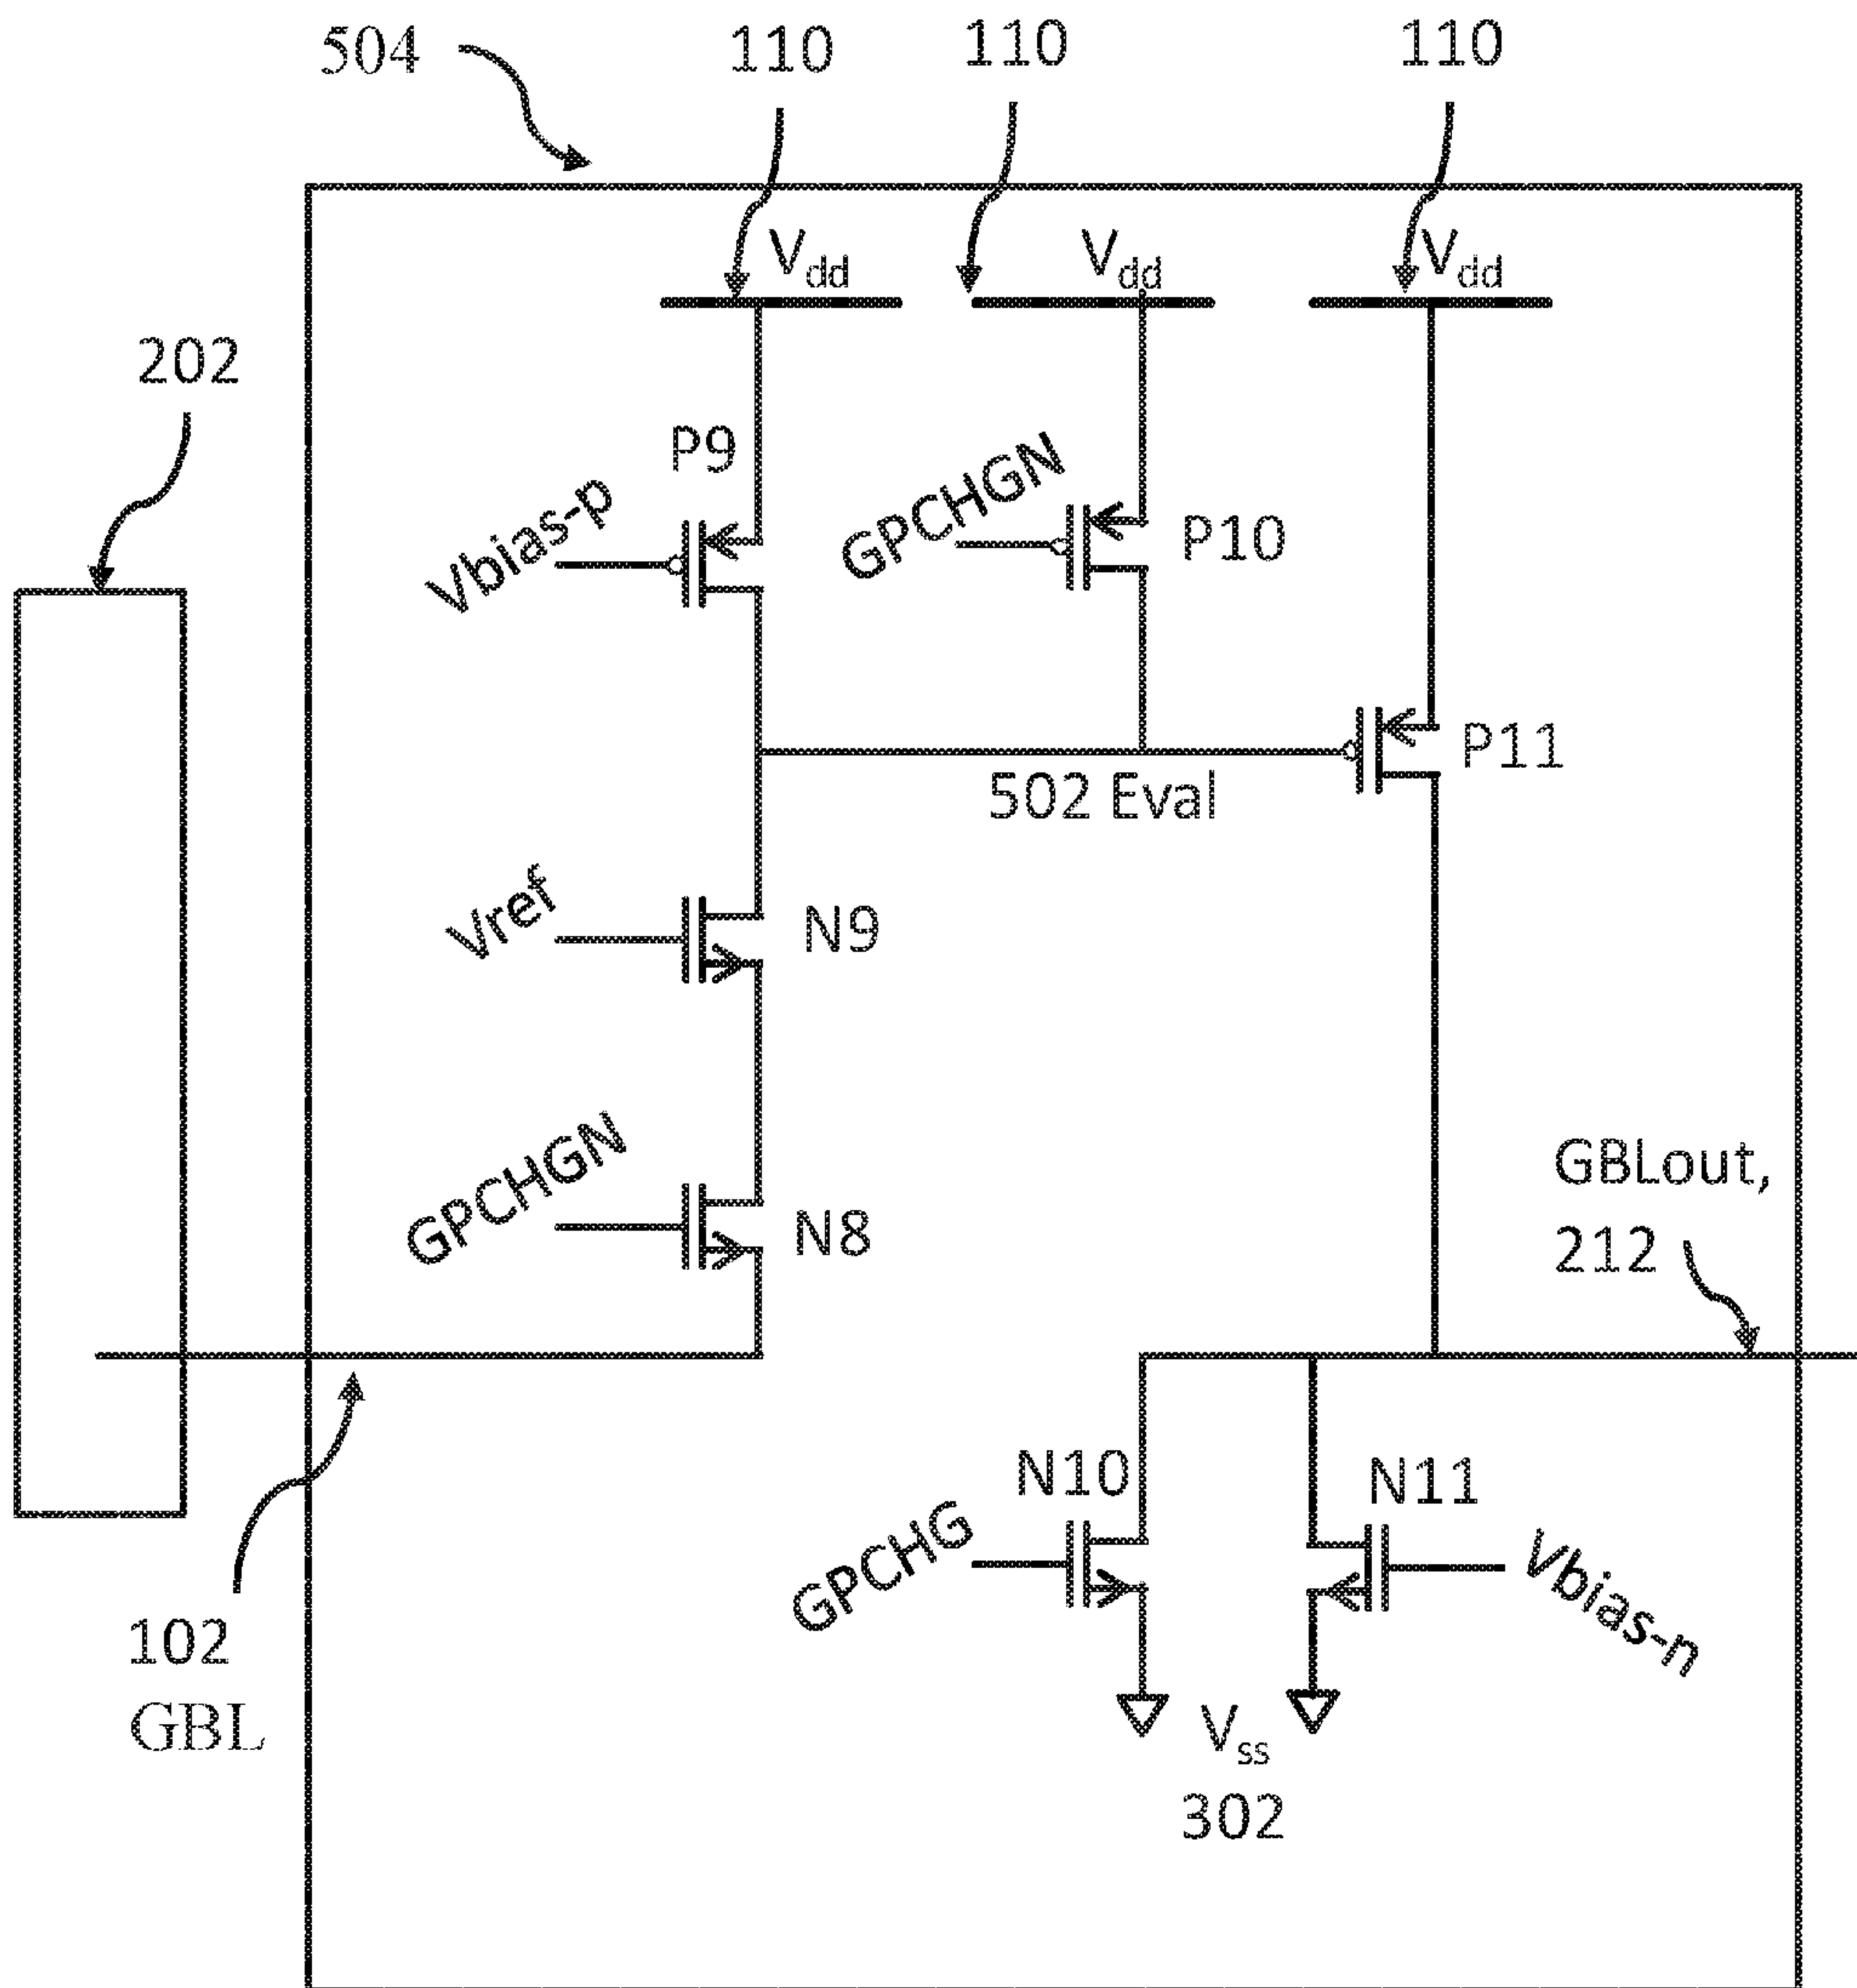 504
110
110
110
Vdd
Vdd
Vdd
202
P9
Vbias-p
GPCHGN
P10
P11
502 Eval
Vref
N9
GPCHGN
N8
GBLout,
212
N10
N11
GPCHG
Vbias-n
102
GBL
Vss
302